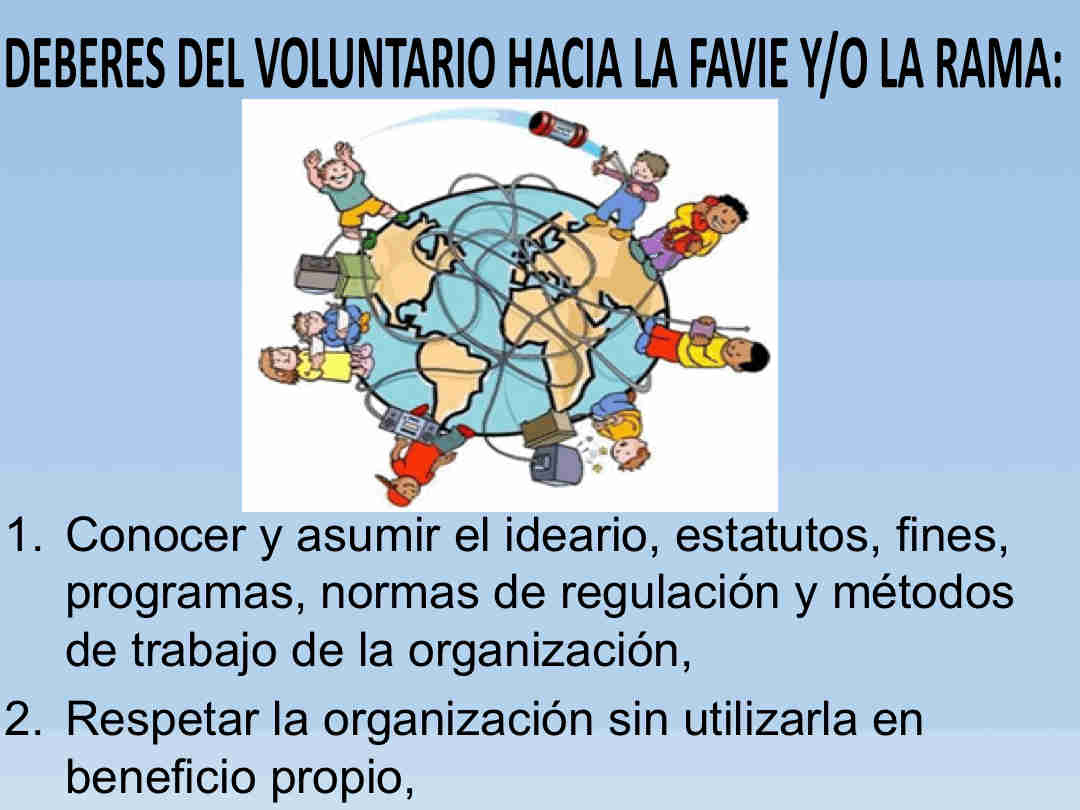 DEBERES DEL VOLUNTARIO HACIA LA FAVIE Y/O LA RAMA:
1. Conocer y asumir el ideario, estatutos, fines,
programas, normas de regulación y métodos
de trabajo de la organización,
2. Respetar la organización sin utilizarla en
beneficio propio,